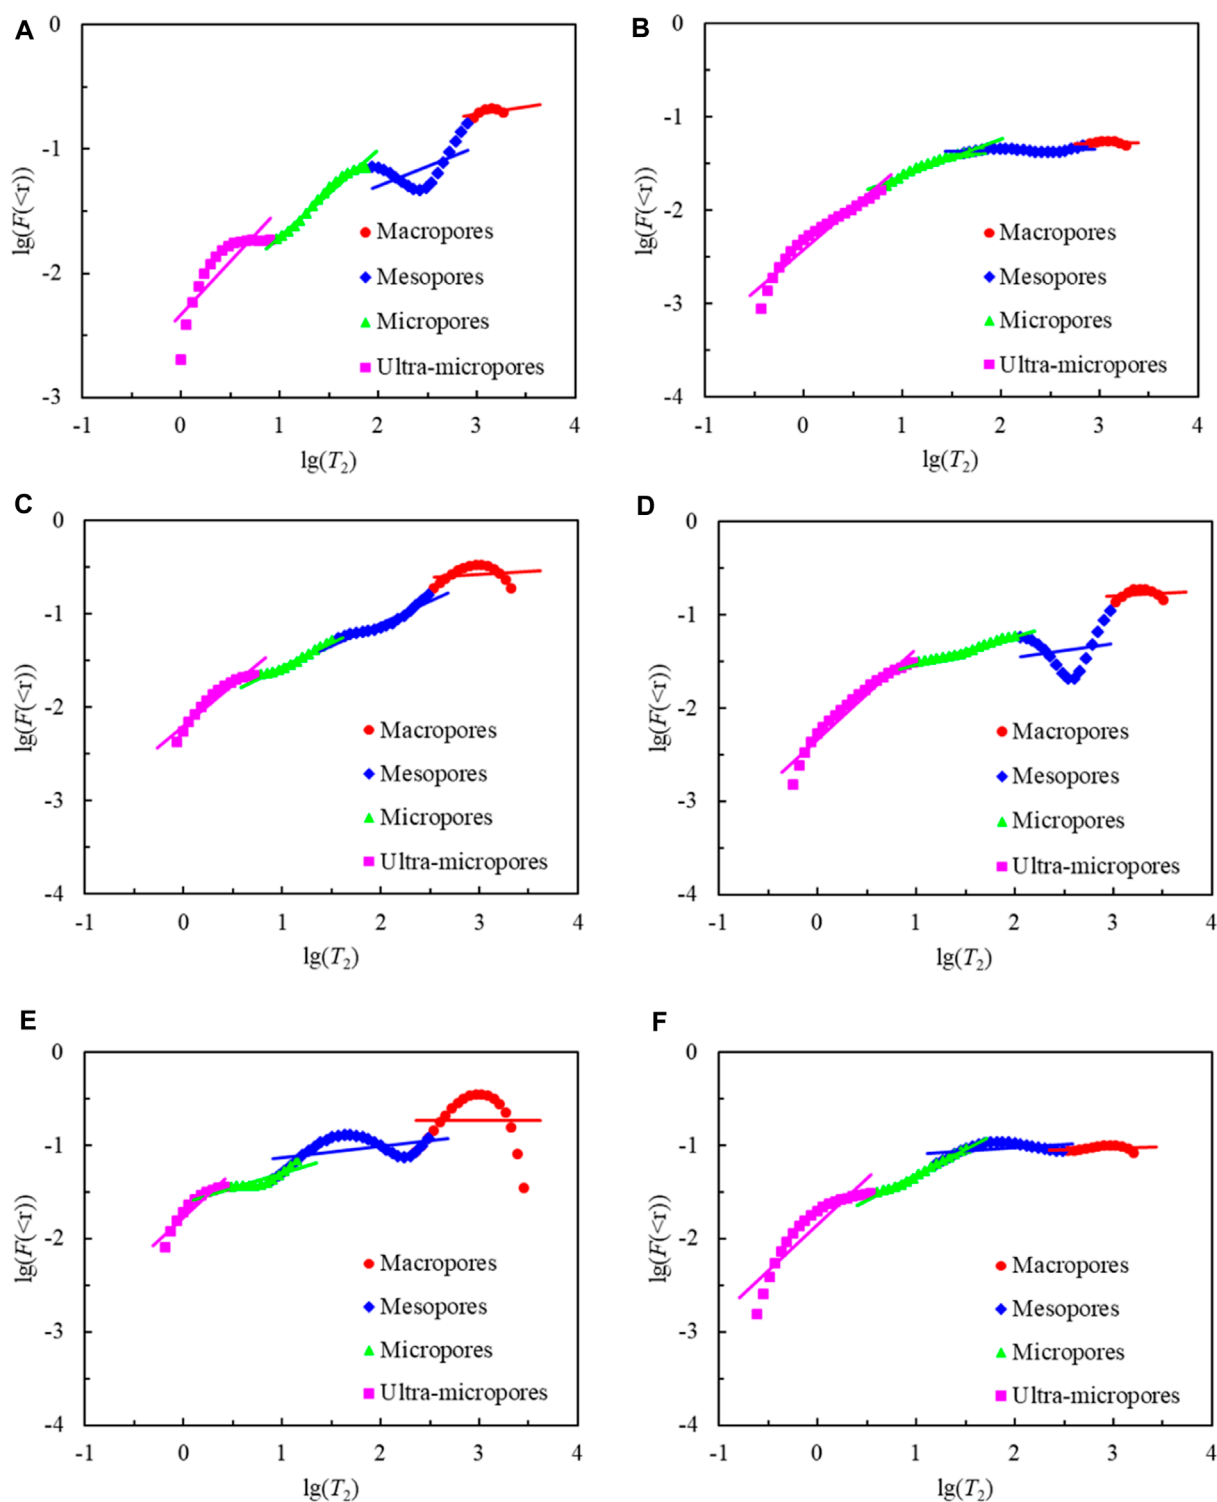 A
0
-1
-2
-3
-1 0 1 2 3 4
lg(T2)
lg(F(<r))
Macropores
Mesopores
Micropores
Ultra-micropores
B
0
-1
-2
-3
-4
-1 0 1 2 3 4
lg(T2)
lg(F(<r))
Macropores
Mesopores
Micropores
Ultra-micropores
C
0
-1
-2
-3
-4
-1 0 1 2 3 4
lg(T2)
lg(F(<r))
Macropores
Mesopores
Micropores
Ultra-micropores
D
0
-1
-2
-3
-4
-1 0 1 2 3 4
lg(T2)
lg(F(<r))
Macropores
Mesopores
Micropores
Ultra-micropores
E
0
-1
-2
-3
-4
-1 0 1 2 3 4
lg(T2)
lg(F(<r))
Macropores
Mesopores
Micropores
Ultra-micropores
F
0
-1
-2
-3
-4
-1 0 1 2 3 4
lg(T2)
lg(F(<r))
Macropores
Mesopores
Micropores
Ultra-micropores